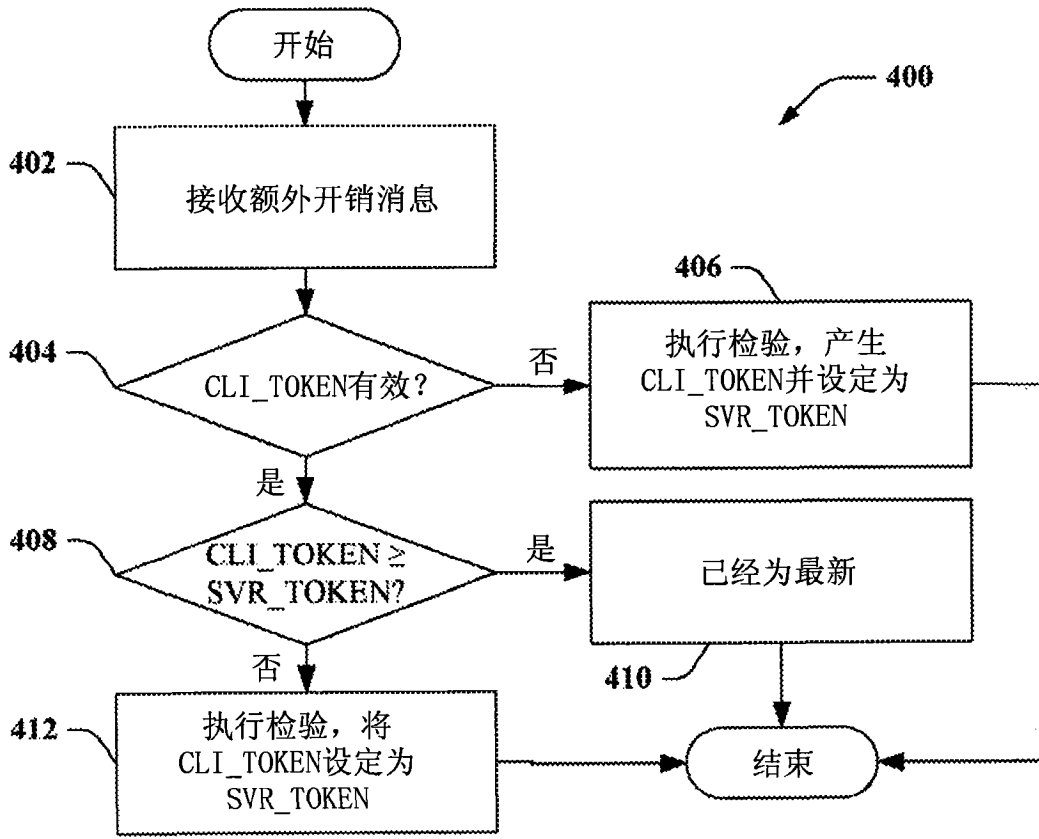 开始
400
402
接收额外开销消息
406
404
CLI_TOKEN有效？
否
执行检验，产生
CLI_TOKEN并设定为
SVR_TOKEN
是
408
CLI_TOKEN ≥
SVR_TOKEN?
是
已经为最新
否
410
412
执行检验，将
CLI_TOKEN设定为
SVR_TOKEN
结束